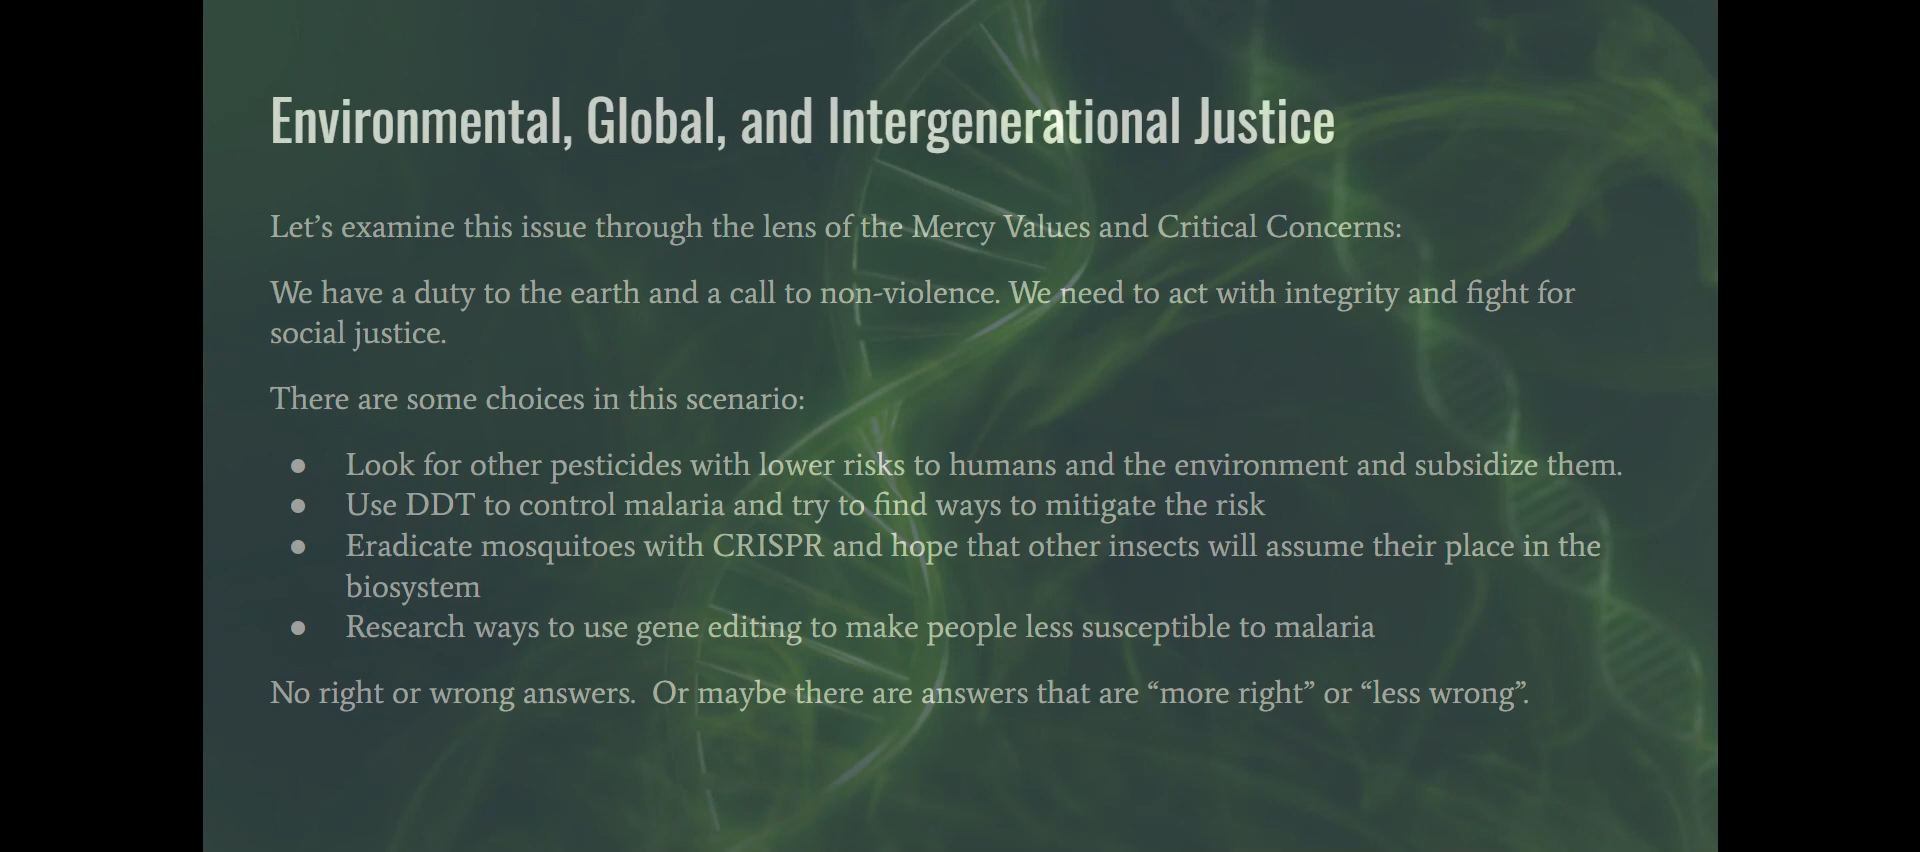 Environmental, Global, and Intergenerational Justice
Let’s examine this issue through the lens of the Mercy Values and Critical Concerns:
We have a duty to the earth and a call to non-violence. We need to act with integrity and fight for
social justice.
There are some choices in this scenario:
● Look for other pesticides with lower risks to humans and the environment and subsidize them.
● Use DDT to control malaria and try to find ways to mitigate the risk
● Eradicate mosquitoes with CRISPR and hope that other insects will assume their place in the
biosystem
● Research ways to use gene editing to make people less susceptible to malaria
No right or wrong answers.  Or maybe there are answers that are “more right” or “less wrong”.